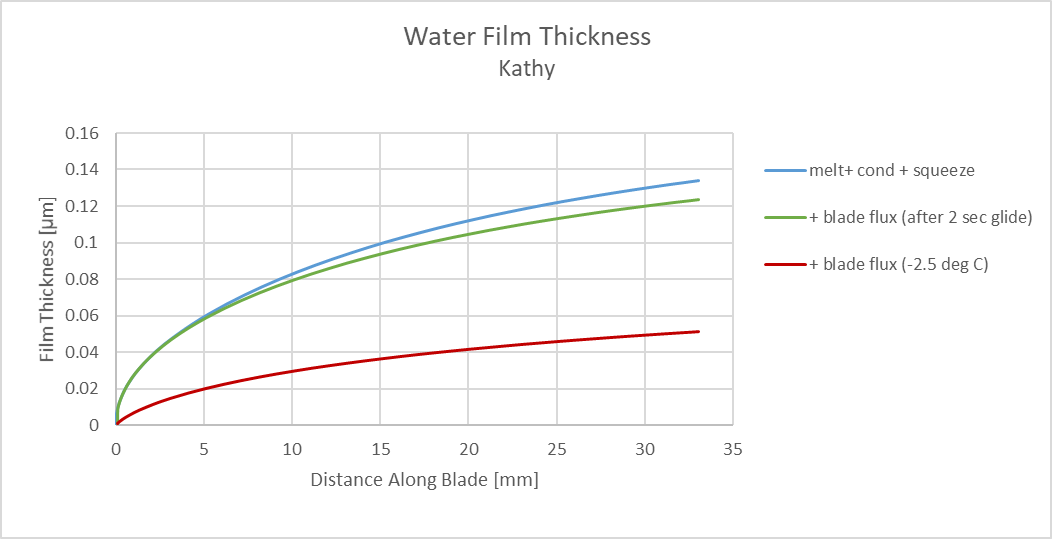 Water Film Thickness
Kathy
0.16
0.14
0.12
0.1
0.08
0.06
0.04
0.02
0
Film Thickness [µm]
0 5 10 15 20 25 30 35
Distance Along Blade [mm]
melt+ cond + squeeze
+ blade flux (after 2 sec glide)
+ blade flux (-2.5 deg C)